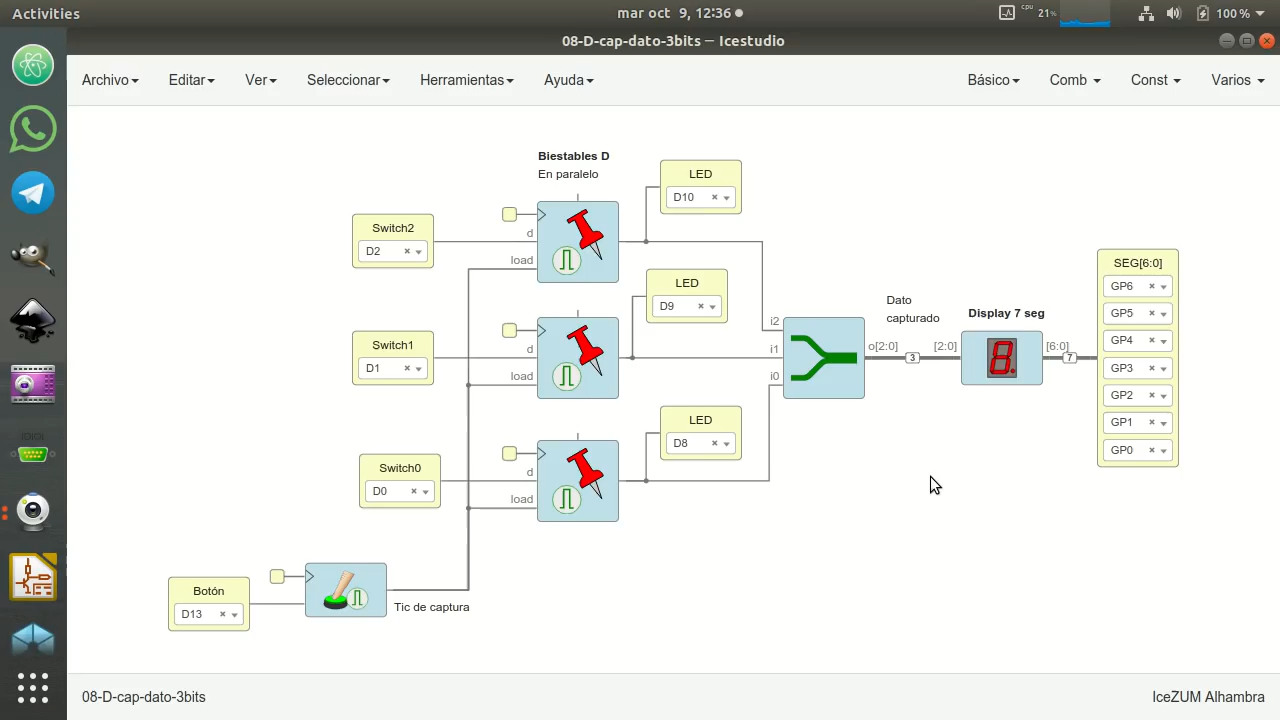 Activities
mar oct 9, 12:36
cpu
21%
100 %
08-D-cap-dato-3bits — Icestudio
Archivo
Editar
Ver
Seleccionar
Herramientas
Ayuda
Básico
Comb
Const
Varios
Biestables D
En paralelo
LED
D10
Switch2
D2
d
load
LED
D9
Switch1
D1
d
load
LED
D8
Switch0
D0
d
load
Botón
D13
Tic de captura
i2
i1
i0
o[2:0]
Dato
capturado
3
[2:0]
Display 7 seg
[6:0]
7
SEG[6:0]
GP6
GP5
GP4
GP3
GP2
GP1
GP0
08-D-cap-dato-3bits
IceZUM Alhambra